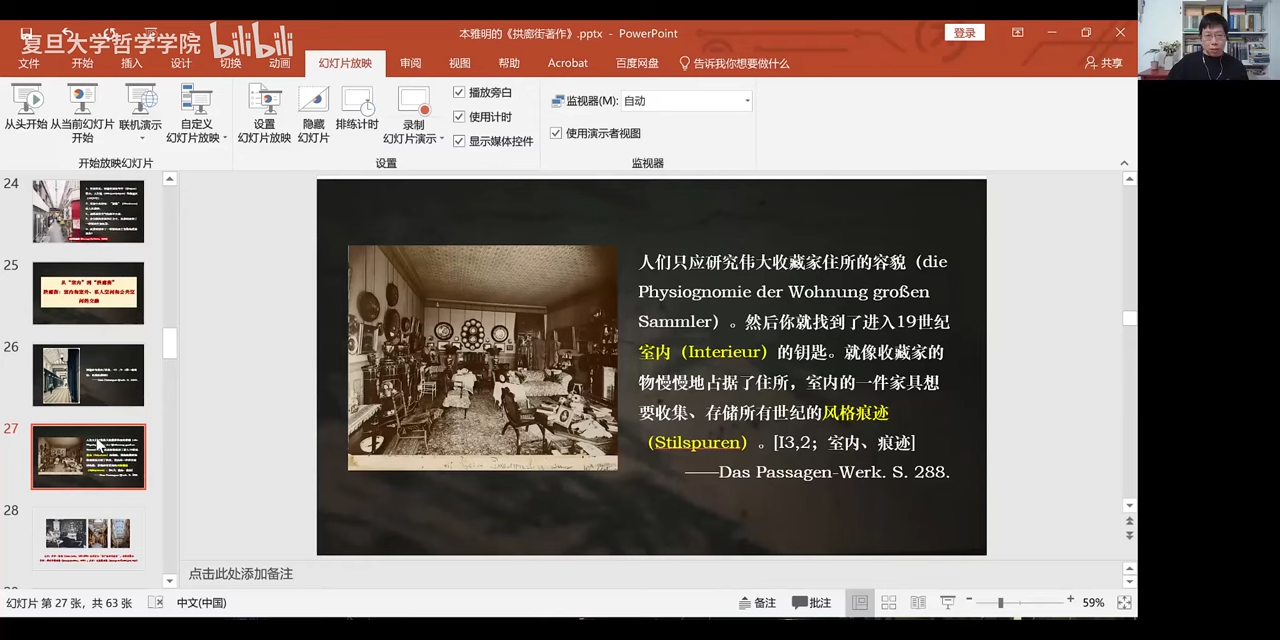 复旦大学哲学学院 bilibili
本雅明的《拱廊街著作》.pptx - PowerPoint
登录
文件 开始 插入 设计 切换 动画 幻灯片放映 审阅 视图 帮助 Acrobat 百度网盘 告诉我你想要做什么 共享
从头开始 从当前幻灯片开始 联机演示 自定义幻灯片放映
设置幻灯片放映 隐藏幻灯片 排练计时 录制幻灯片演示
播放旁白
使用计时
显示媒体控件
监视器(M): 自动
使用演示者视图
开始放映幻灯片 设置 监视器
24
25
从“室内”到“拱廊街”
26
27
28
人们只应研究伟大收藏家住所的容貌（die
Physiognomie der Wohnung großen
Sammler）。然后你就找到了进入19世纪
室内（Interieur）的钥匙。就像收藏家的
物慢慢地占据了住所，室内的一件家具想
要收集、存储所有世纪的风格痕迹
（Stilspuren）。[I3,2；室内、痕迹]
——Das Passagen-Werk. S. 288.
点击此处添加备注
幻灯片 第 27 张，共 63 张 中文(中国) 备注 批注 59%